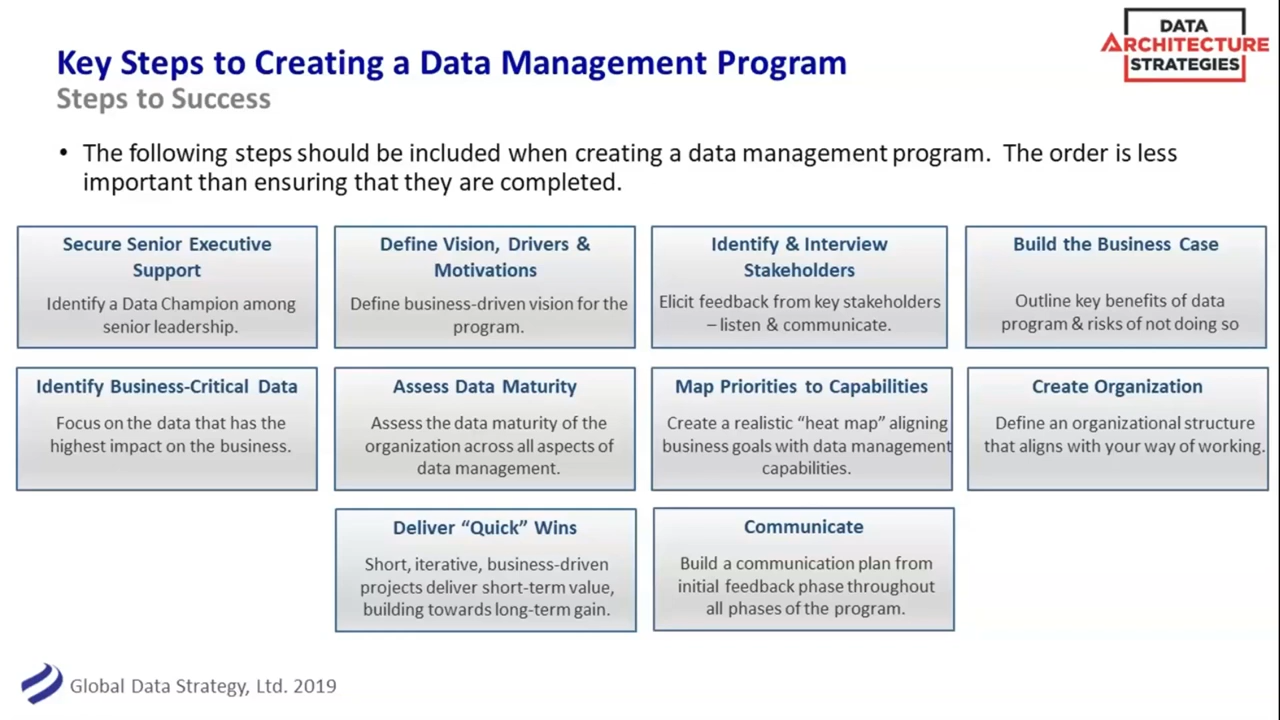 DATA
ARCHITECTURE
STRATEGIES
Key Steps to Creating a Data Management Program
Steps to Success
• The following steps should be included when creating a data management program. The order is less
important than ensuring that they are completed.
Secure Senior Executive
Support
Identify a Data Champion among
senior leadership.
Define Vision, Drivers &
Motivations
Define business-driven vision for the
program.
Identify & Interview
Stakeholders
Elicit feedback from key stakeholders
– listen & communicate.
Build the Business Case
Outline key benefits of data
program & risks of not doing so
Identify Business-Critical Data
Focus on the data that has the
highest impact on the business.
Assess Data Maturity
Assess the data maturity of the
organization across all aspects of
data management.
Map Priorities to Capabilities
Create a realistic “heat map” aligning
business goals with data management
capabilities.
Create Organization
Define an organizational structure
that aligns with your way of working.
Deliver “Quick” Wins
Short, iterative, business-driven
projects deliver short-term value,
building towards long-term gain.
Communicate
Build a communication plan from
initial feedback phase throughout
all phases of the program.
Global Data Strategy, Ltd. 2019